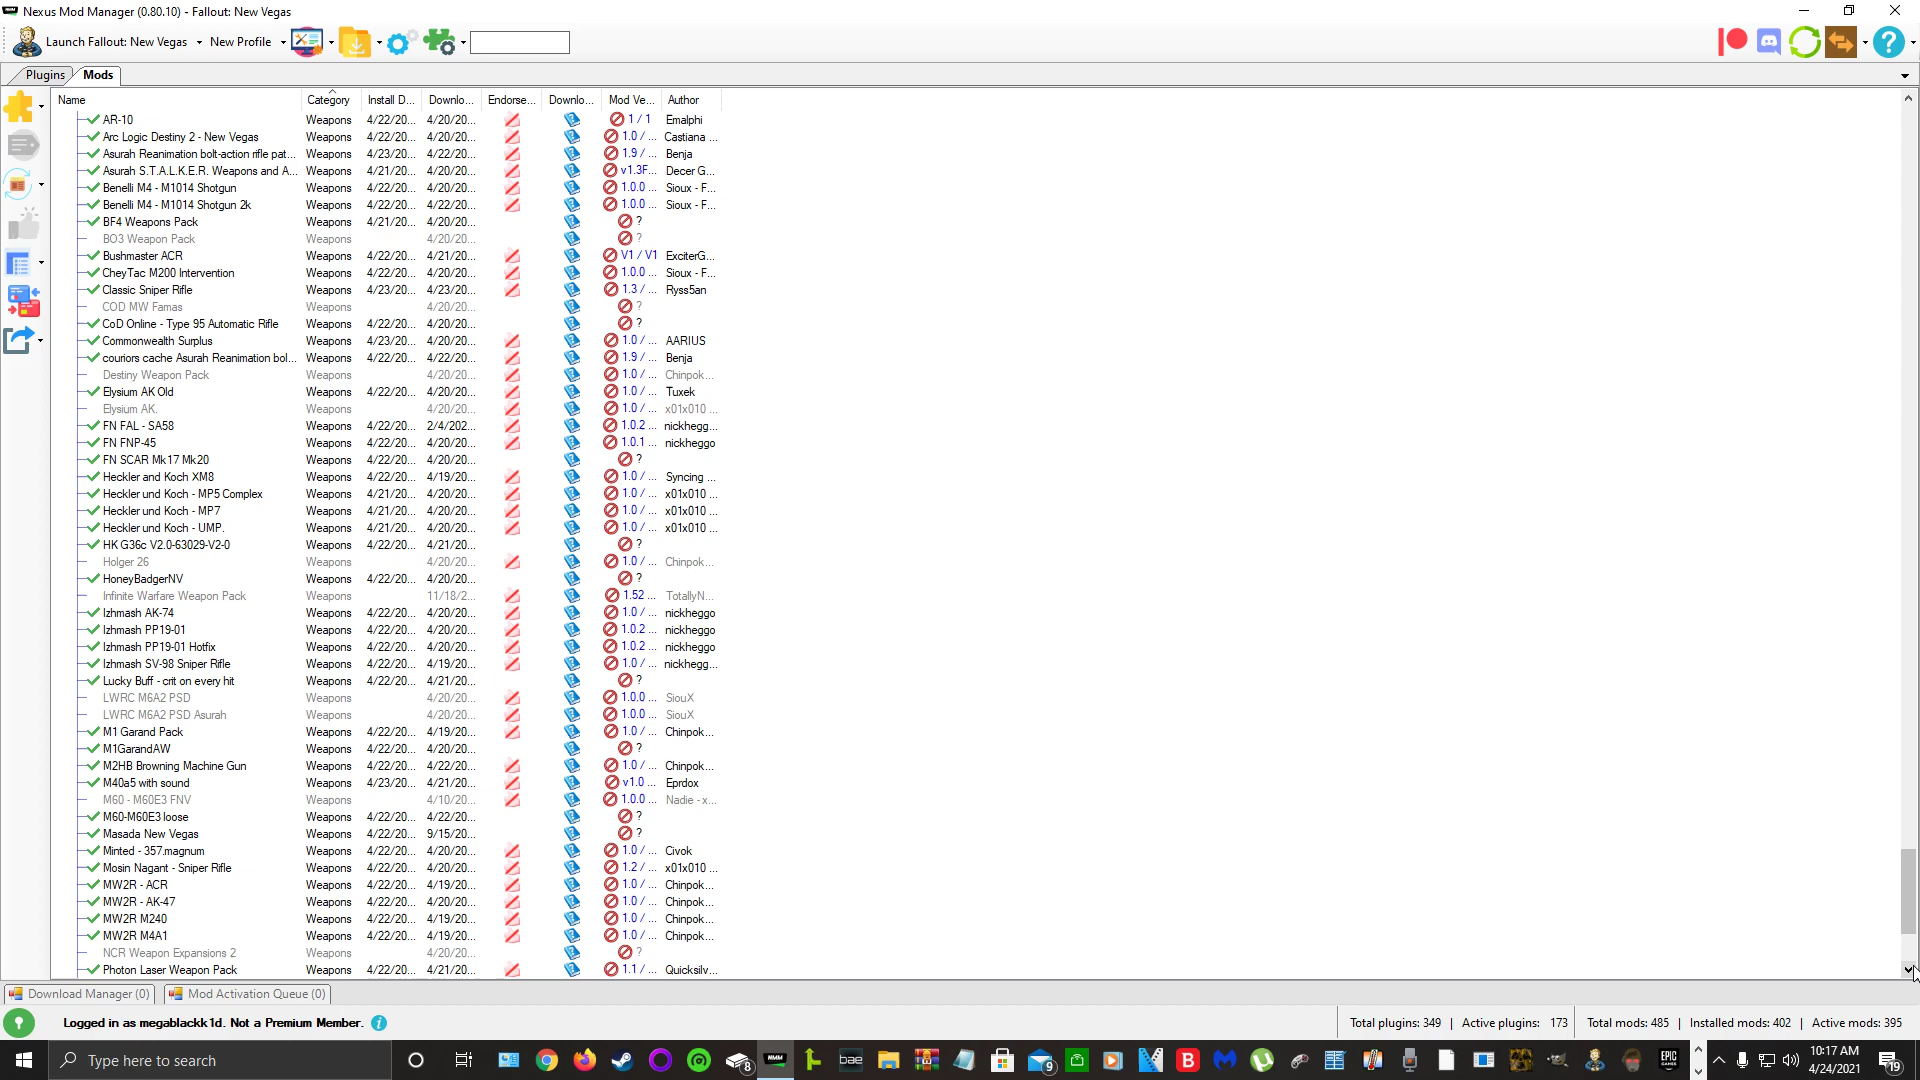 Nexus Mod Manager (0.80.10) - Fallout: New Vegas
Launch Fallout: New Vegas New Profile
Plugins Mods
Name Category Install D... Downlo... Endorse... Downlo... Mod Ve... Author
AR-10 Weapons 4/22/20... 4/20/20... 1 / 1 Emalphi
Arc Logic Destiny 2 - New Vegas Weapons 4/22/20... 4/20/20... 1.0 / ... Castiana ...
Asurah Reanimation bolt-action rifle pat... Weapons 4/23/20... 4/22/20... 1.9 / ... Benja
Asurah S.T.A.L.K.E.R. Weapons and A... Weapons 4/21/20... 4/20/20... v1.3F... Decer G...
Benelli M4 - M1014 Shotgun Weapons 4/22/20... 4/20/20... 1.0.0 ... Sioux - F...
Benelli M4 - M1014 Shotgun 2k Weapons 4/22/20... 4/22/20... 1.0.0 ... Sioux - F...
BF4 Weapons Pack Weapons 4/21/20... 4/20/20... ?
BO3 Weapon Pack Weapons 4/20/20... ?
Bushmaster ACR Weapons 4/22/20... 4/21/20... V1 / V1 ExciterG...
CheyTac M200 Intervention Weapons 4/22/20... 4/20/20... 1.0.0 ... Sioux - F...
Classic Sniper Rifle Weapons 4/23/20... 4/23/20... 1.3 / ... Ryss5an
COD MW Famas Weapons 4/20/20... ?
CoD Online - Type 95 Automatic Rifle Weapons 4/22/20... 4/20/20... ?
Commonwealth Surplus Weapons 4/23/20... 4/20/20... 1.0 / ... AARIUS
couriors cache Asurah Reanimation bol... Weapons 4/22/20... 4/22/20... 1.9 / ... Benja
Destiny Weapon Pack Weapons 4/20/20... 1.0 / ... Chinpok...
Elysium AK Old Weapons 4/22/20... 4/20/20... 1.0 / ... Tuxek
Elysium AK. Weapons 4/20/20... 1.0 / ... x01x010 ...
FN FAL - SA58 Weapons 4/22/20... 2/4/202... 1.0.2 ... nickhegg...
FN FNP-45 Weapons 4/22/20... 4/20/20... 1.0.1 ... nickheggo
FN SCAR Mk17 Mk20 Weapons 4/22/20... 4/20/20... ?
Heckler and Koch XM8 Weapons 4/22/20... 4/19/20... 1.0 / ... Syncing ...
Heckler und Koch - MP5 Complex Weapons 4/21/20... 4/20/20... 1.0 / ... x01x010 ...
Heckler und Koch - MP7 Weapons 4/21/20... 4/20/20... 1.0 / ... x01x010 ...
Heckler und Koch - UMP. Weapons 4/21/20... 4/20/20... 1.0 / ... x01x010 ...
HK G36c V2.0-63029-V2-0 Weapons 4/22/20... 4/21/20... ?
Holger 26 Weapons 4/20/20... 1.0 / ... Chinpok...
HoneyBadgerNV Weapons 4/22/20... 4/20/20... ?
Infinite Warfare Weapon Pack Weapons 11/18/2... 1.52 ... TotallyN...
Izhmash AK-74 Weapons 4/22/20... 4/20/20... 1.0 / ... nickheggo
Izhmash PP19-01 Weapons 4/22/20... 4/20/20... 1.0.2 ... nickheggo
Izhmash PP19-01 Hotfix Weapons 4/22/20... 4/20/20... 1.0.2 ... nickheggo
Izhmash SV-98 Sniper Rifle Weapons 4/22/20... 4/19/20... 1.0 / ... nickhegg...
Lucky Buff - crit on every hit Weapons 4/22/20... 4/21/20... ?
LWRC M6A2 PSD Weapons 4/20/20... 1.0.0 ... SiouX
LWRC M6A2 PSD Asurah Weapons 4/20/20... 1.0.0 ... SiouX
M1 Garand Pack Weapons 4/22/20... 4/19/20... 1.0 / ... Chinpok...
M1GarandAW Weapons 4/22/20... 4/20/20... ?
M2HB Browning Machine Gun Weapons 4/22/20... 4/22/20... 1.0 / ... Chinpok...
M40a5 with sound Weapons 4/23/20... 4/21/20... v1.0 ... Eprdox
M60 - M60E3 FNV Weapons 4/10/20... 1.0.0 ... Nadie - x...
M60-M60E3 loose Weapons 4/22/20... 4/22/20... ?
Masada New Vegas Weapons 4/22/20... 9/15/20... ?
Minted - 357.magnum Weapons 4/22/20... 4/20/20... 1.0 / ... Civok
Mosin Nagant - Sniper Rifle Weapons 4/22/20... 4/20/20... 1.2 / ... x01x010 ...
MW2R - ACR Weapons 4/22/20... 4/19/20... 1.0 / ... Chinpok...
MW2R - AK-47 Weapons 4/22/20... 4/20/20... 1.0 / ... Chinpok...
MW2R M240 Weapons 4/22/20... 4/19/20... 1.0 / ... Chinpok...
MW2R M4A1 Weapons 4/22/20... 4/19/20... 1.0 / ... Chinpok...
NCR Weapon Expansions 2 Weapons 4/20/20... ?
Photon Laser Weapon Pack Weapons 4/22/20... 4/21/20... 1.1 / ... Quicksilv...
Download Manager (0) Mod Activation Queue (0)
Logged in as megablackk1d. Not a Premium Member. Total plugins: 349 | Active plugins: 173 Total mods: 485 | Installed mods: 402 | Active mods: 395
Type here to search 8 NMM bae 9 B EPIC GAMES 10:17 AM 19
4/24/2021